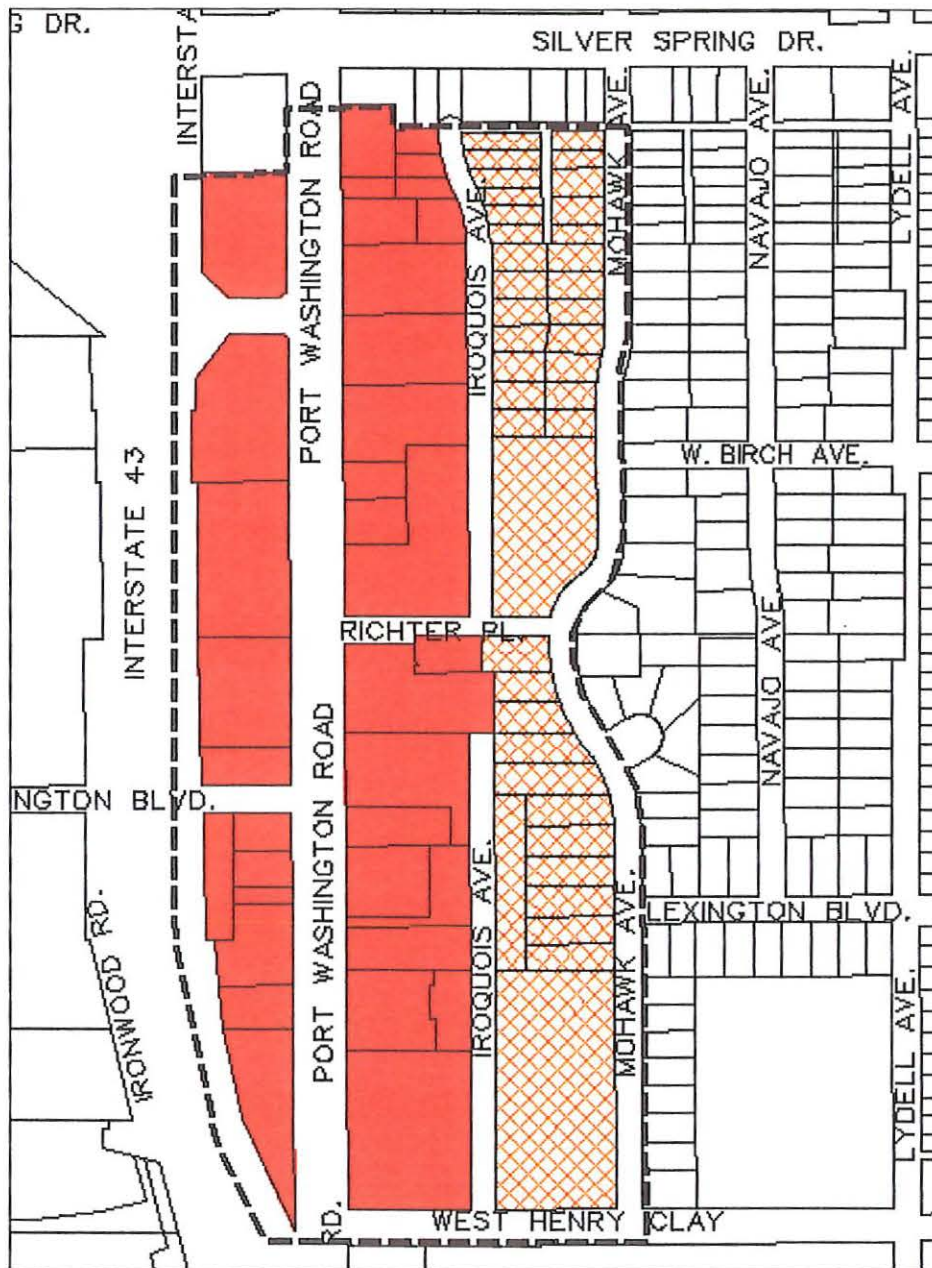 G DR.
SILVER SPRING DR.
INTERSTA
PORT WASHINGTON ROAD
IROQUOIS AVE.
MOHAWK AVE.
NAVAJO AVE.
LYDELL AVE.
W. BIRCH AVE.
INTERSTATE 43
RICHTER PL.
NAVAJO AVE
PORT WASHINGTON ROAD
NGTON BLVD.
IRONWOOD RD.
IROQUOIS AVE.
MOHAWK AVE.
LEXINGTON BLVD.
LYDELL AVE.
RD.
WEST HENRY CLAY